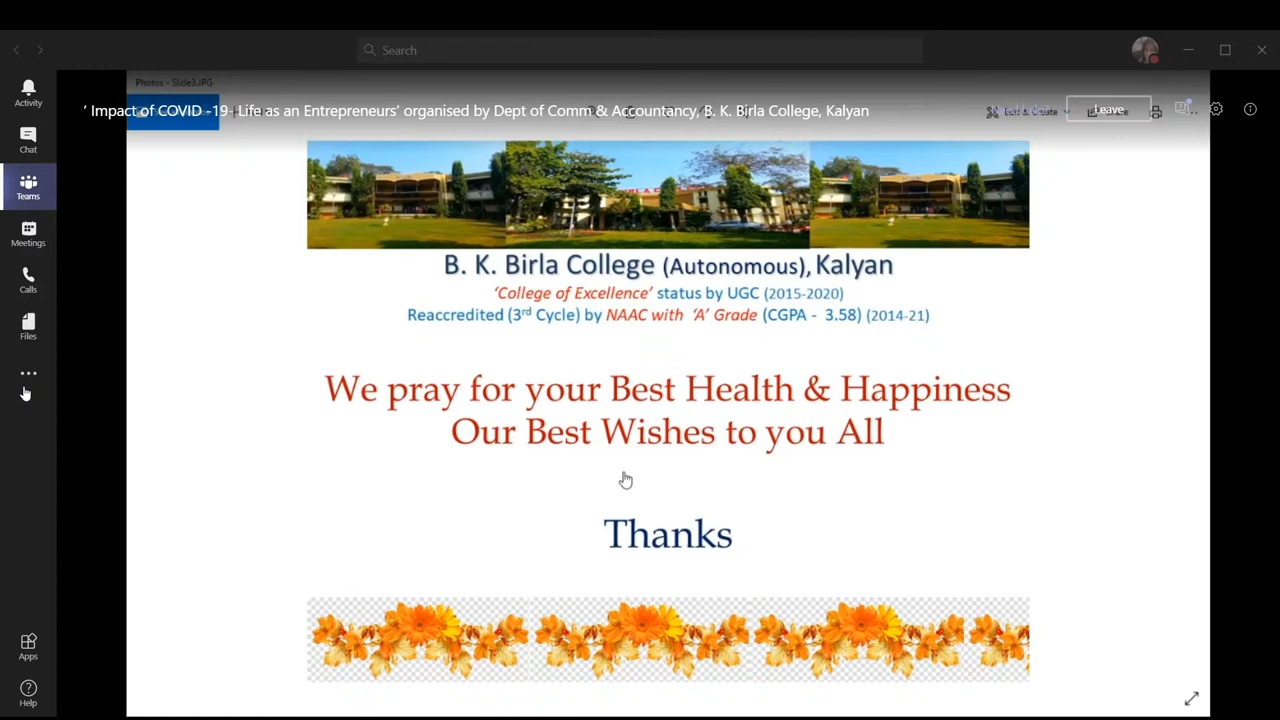 Search
Activity
Chat
Teams
Meetings
Calls
Files
Apps
Help
Photos - Slide3.JPG
‘ Impact of COVID -19- Life as an Entrepreneurs’ organised by Dept of Comm & Accountancy, B. K. Birla College, Kalyan
Leave
B. K. Birla College (Autonomous), Kalyan
‘College of Excellence’ status by UGC (2015-2020)
Reaccredited (3rd Cycle) by NAAC with ‘A’ Grade (CGPA - 3.58) (2014-21)
We pray for your Best Health & Happiness
Our Best Wishes to you All
Thanks